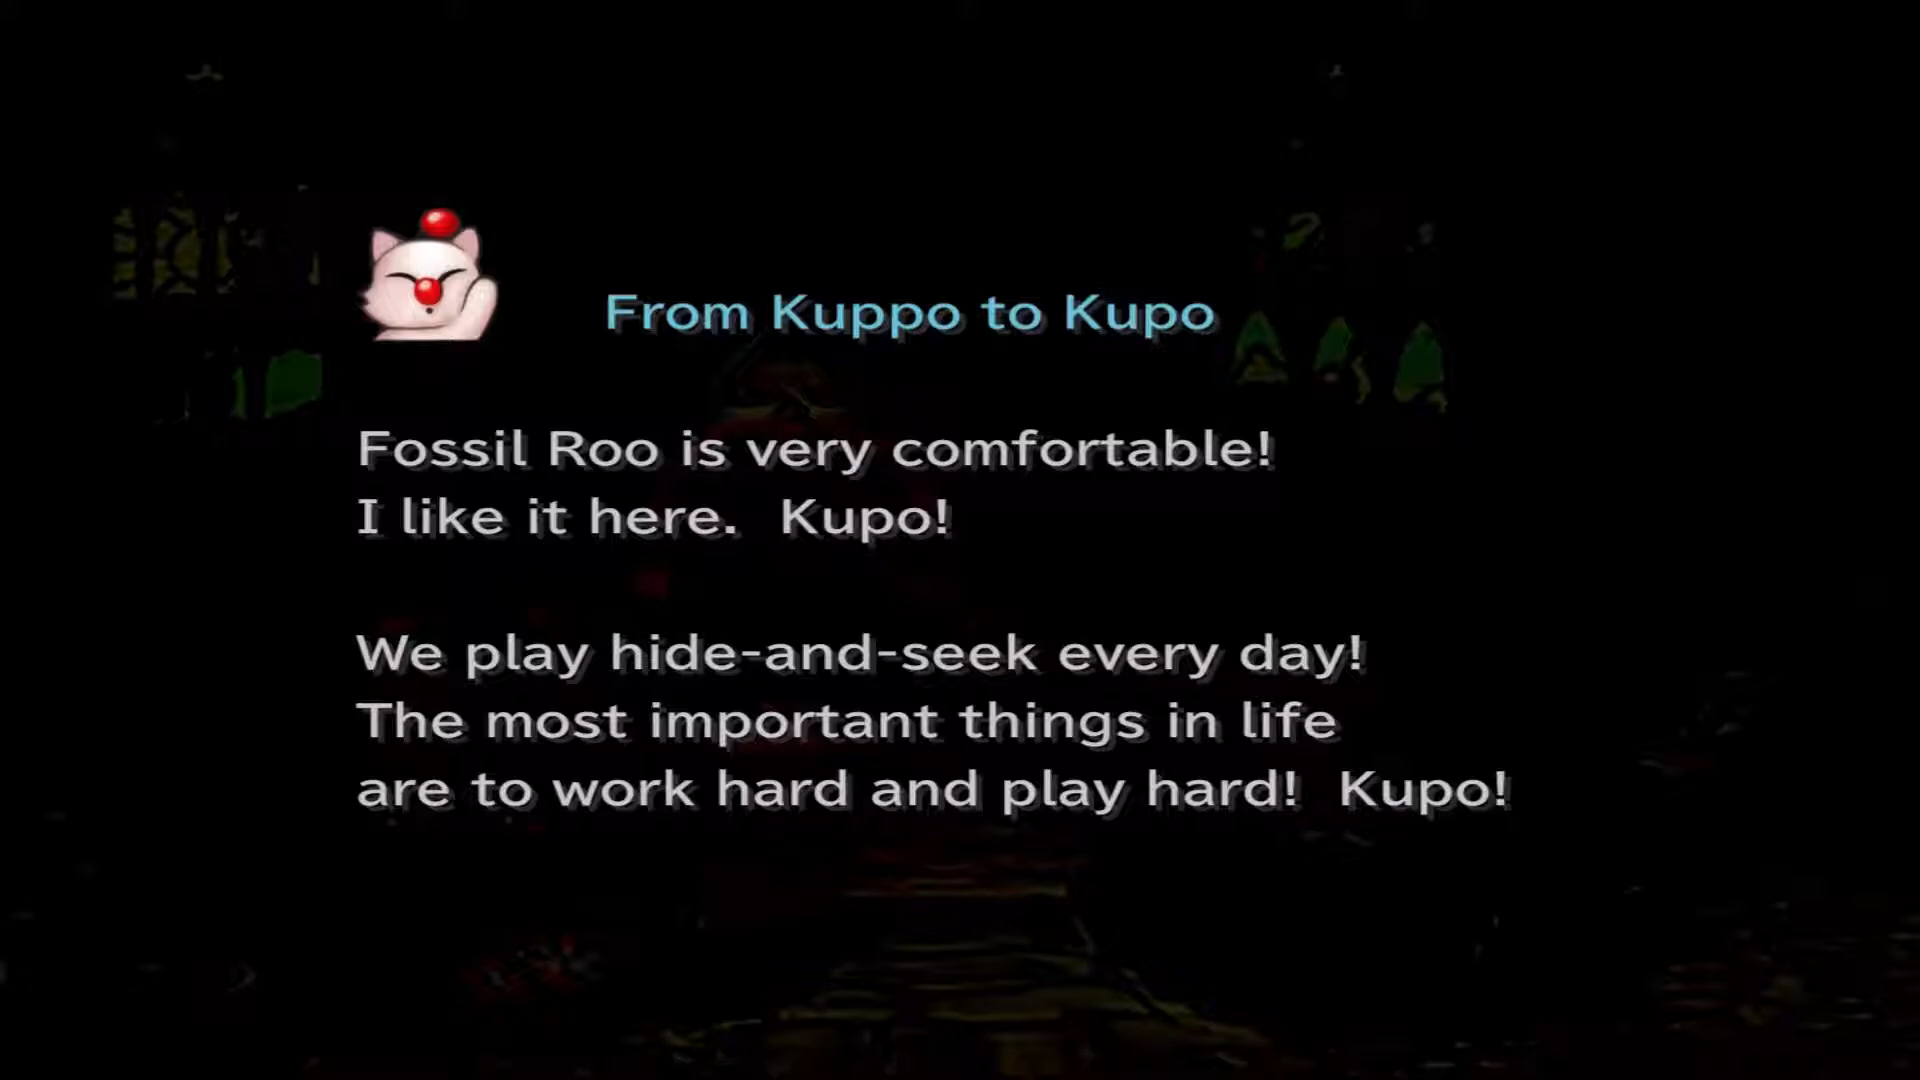 From Kuppo to Kupo
Fossil Roo is very comfortable!
I like it here.  Kupo!
We play hide-and-seek every day!
The most important things in life
are to work hard and play hard!  Kupo!